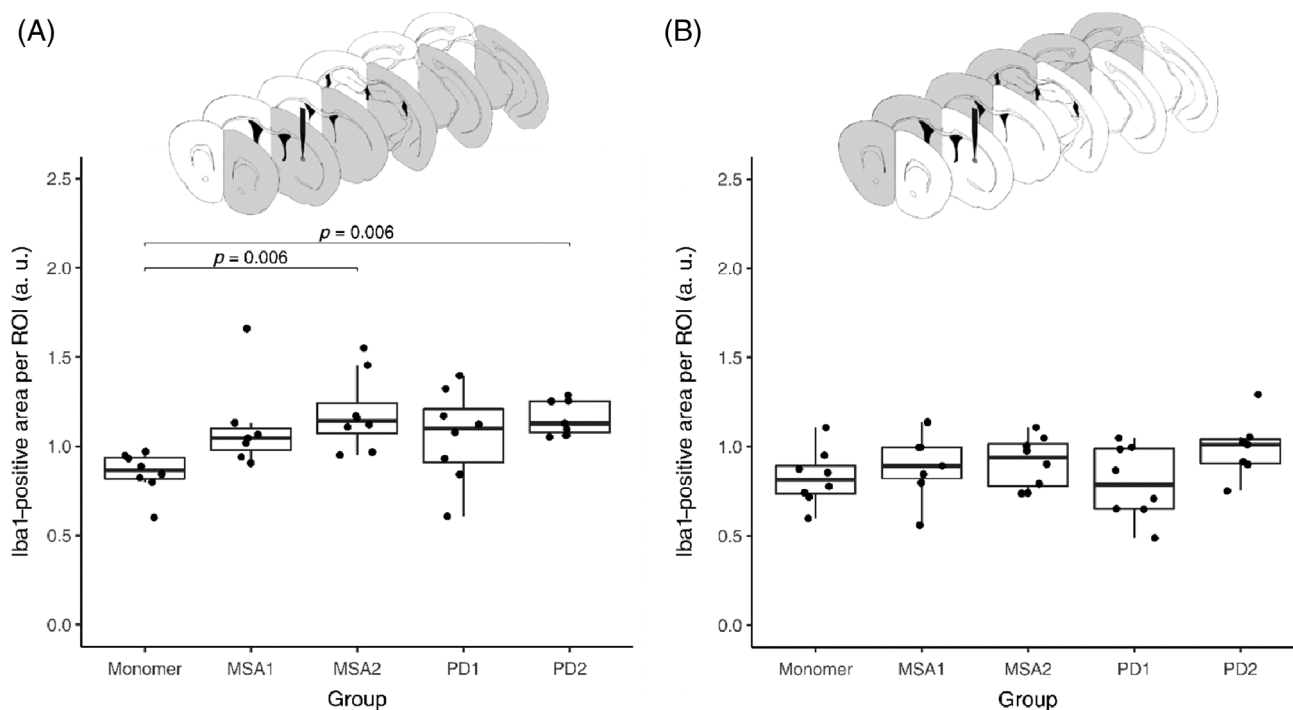 (A)
Iba1-positive area per ROI (a. u.)
2.5
2.0
1.5
1.0
0.5
0.0
p = 0.006
p = 0.006
Monomer MSA1 MSA2 PD1 PD2
Group
(B)
Iba1-positive area per ROI (a. u.)
2.5
2.0
1.5
1.0
0.5
0.0
Monomer MSA1 MSA2 PD1 PD2
Group